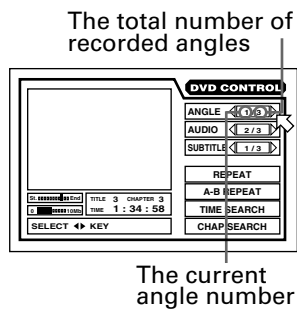 The total number of
recorded angles
DVD CONTROL
ANGLE 1/3
AUDIO 2/3
SUBTITLE 1/3
REPEAT
A-B REPEAT
TIME SEARCH
CHAP SEARCH
St. End
0 10Mb
TITLE 3 CHAPTER 3
TIME 1:34:58
SELECT ◀▶ KEY
The current
angle number